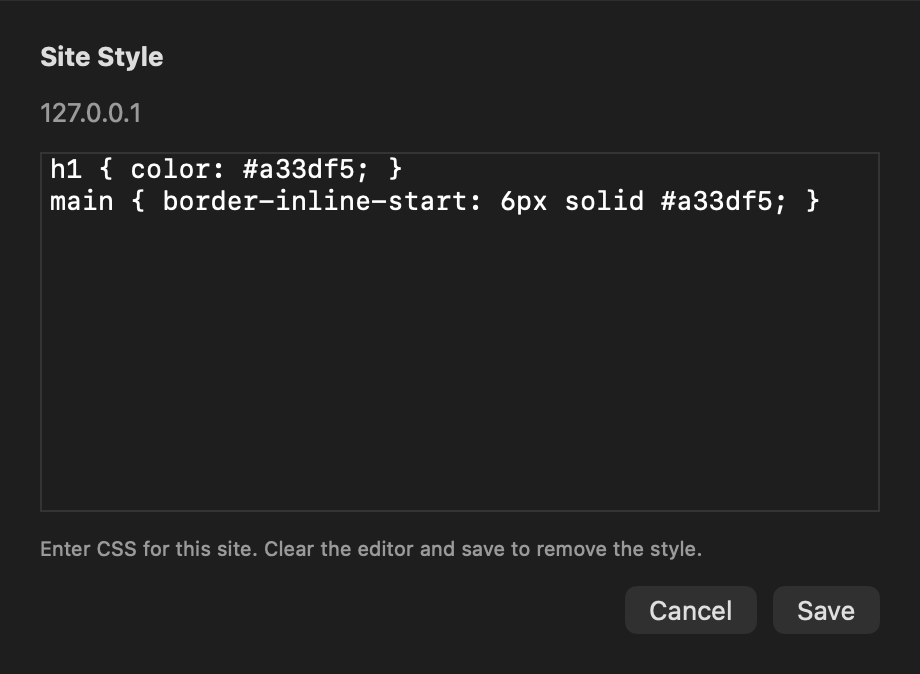 Site Style
127.0.0.1
h1 { color: #a33df5; }
main { border-inline-start: 6px solid #a33df5; }
Enter CSS for this site. Clear the editor and save to remove the style.
Cancel Save